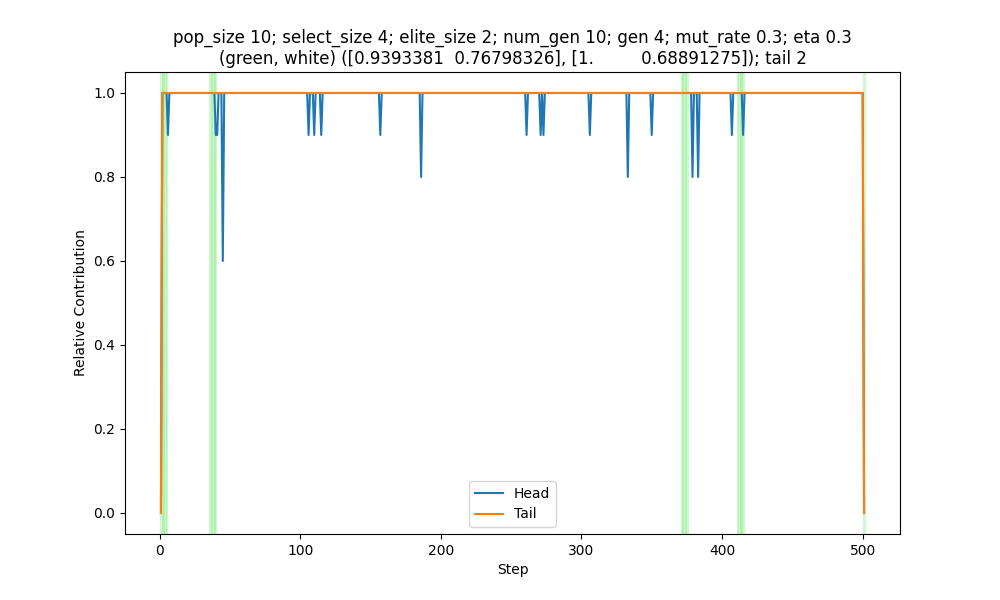 pop_size 10; select_size 4; elite_size 2; num_gen 10; gen 4; mut_rate 0.3; eta 0.3
(green, white) ([0.9393381  0.76798326], [1.         0.68891275]); tail 2
1.0
0.8
0.6
0.4
0.2
0.0
Relative Contribution
Head
Tail
0
100
200
300
400
500
Step